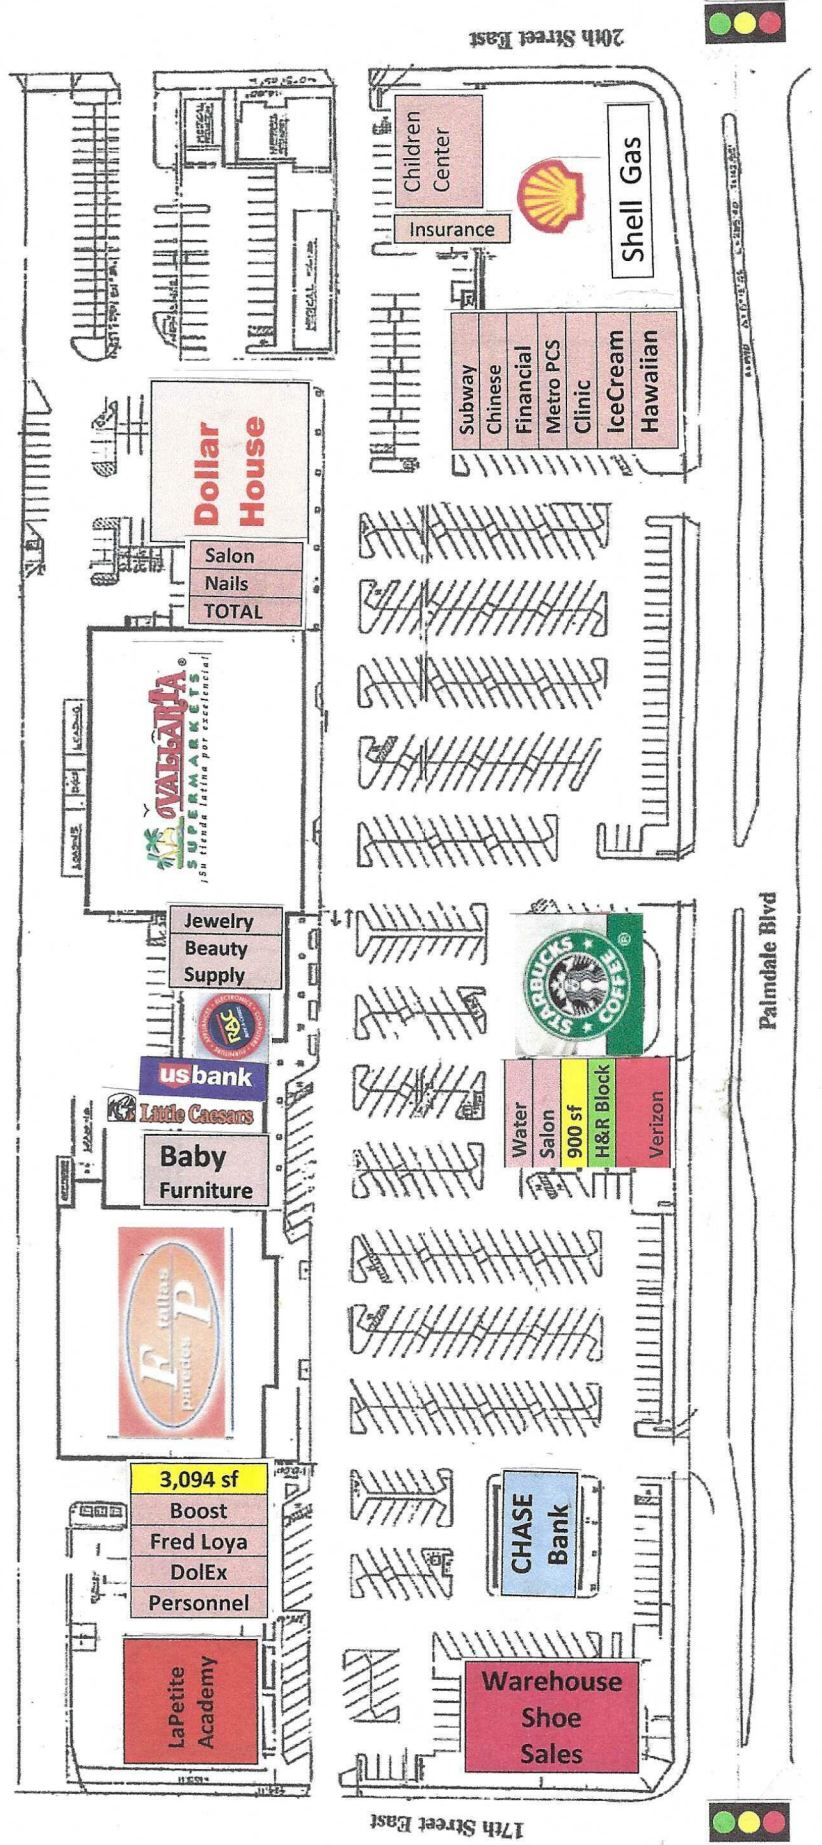 20th Street East
Children
Center
Insurance
Shell Gas
Subway
Chinese
Financial
Metro PCS
Clinic
IceCream
Hawaiian
Dollar
House
Salon
Nails
TOTAL
VALLARTA®
SUPERMARKETS
¡Su tienda latina por excelencia!
LOADING
LOADING
Jewelry
Beauty
Supply
RAC
usbank
Little Caesars
Baby
Furniture
STARBUCKS
COFFEE
®
Water
Salon
900 sf
H&R Block
Verizon
Palmdale Blvd
E tallas
paredes P
3,094 sf
Boost
Fred Loya
DolEx
Personnel
CHASE
Bank
LaPetite
Academy
Warehouse
Shoe
Sales
17th Street East